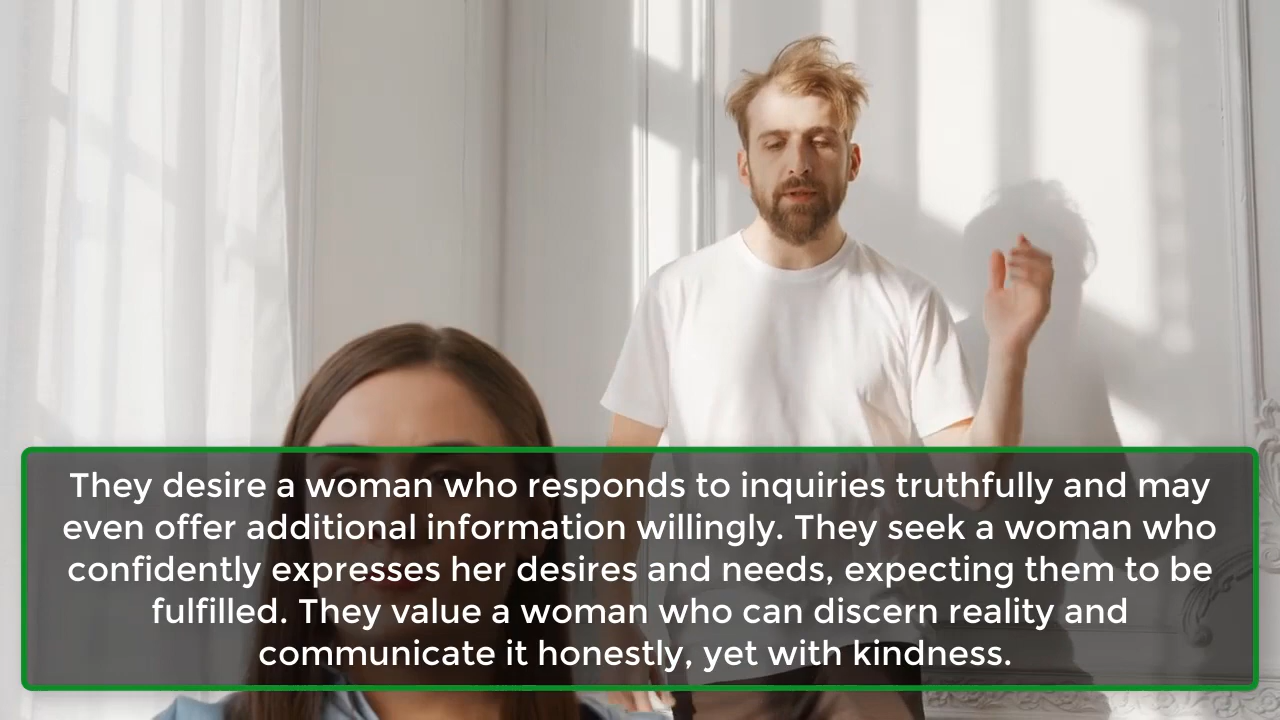 They desire a woman who responds to inquiries truthfully and may
even offer additional information willingly. They seek a woman who
confidently expresses her desires and needs, expecting them to be
fulfilled. They value a woman who can discern reality and
communicate it honestly, yet with kindness.